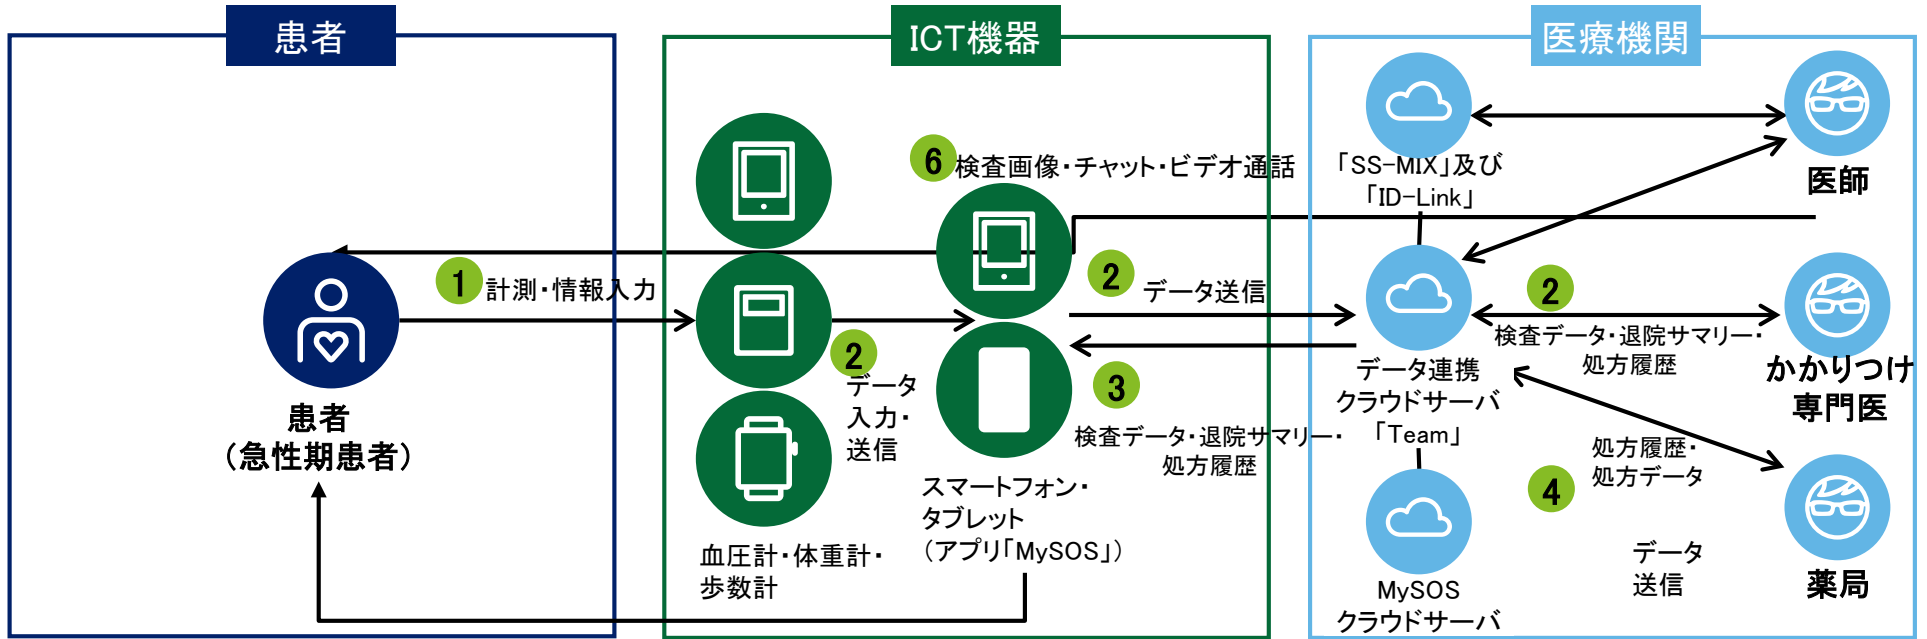 患者
ICT機器
医療機関
1
計測・情報入力
患者
（急性期患者）
2
データ
入力・
送信
血圧計・体重計・
歩数計
6
検査画像・チャット・ビデオ通話
スマートフォン・
タブレット
（アプリ「MySOS」）
2
データ送信
3
検査データ・退院サマリー・
処方履歴
「SS-MIX」及び
「ID-Link」
データ連携
クラウドサーバ
「Team」
MySOS
クラウドサーバ
2
検査データ・退院サマリー・
処方履歴
4
処方履歴・
処方データ
データ
送信
医師
かかりつけ
専門医
薬局